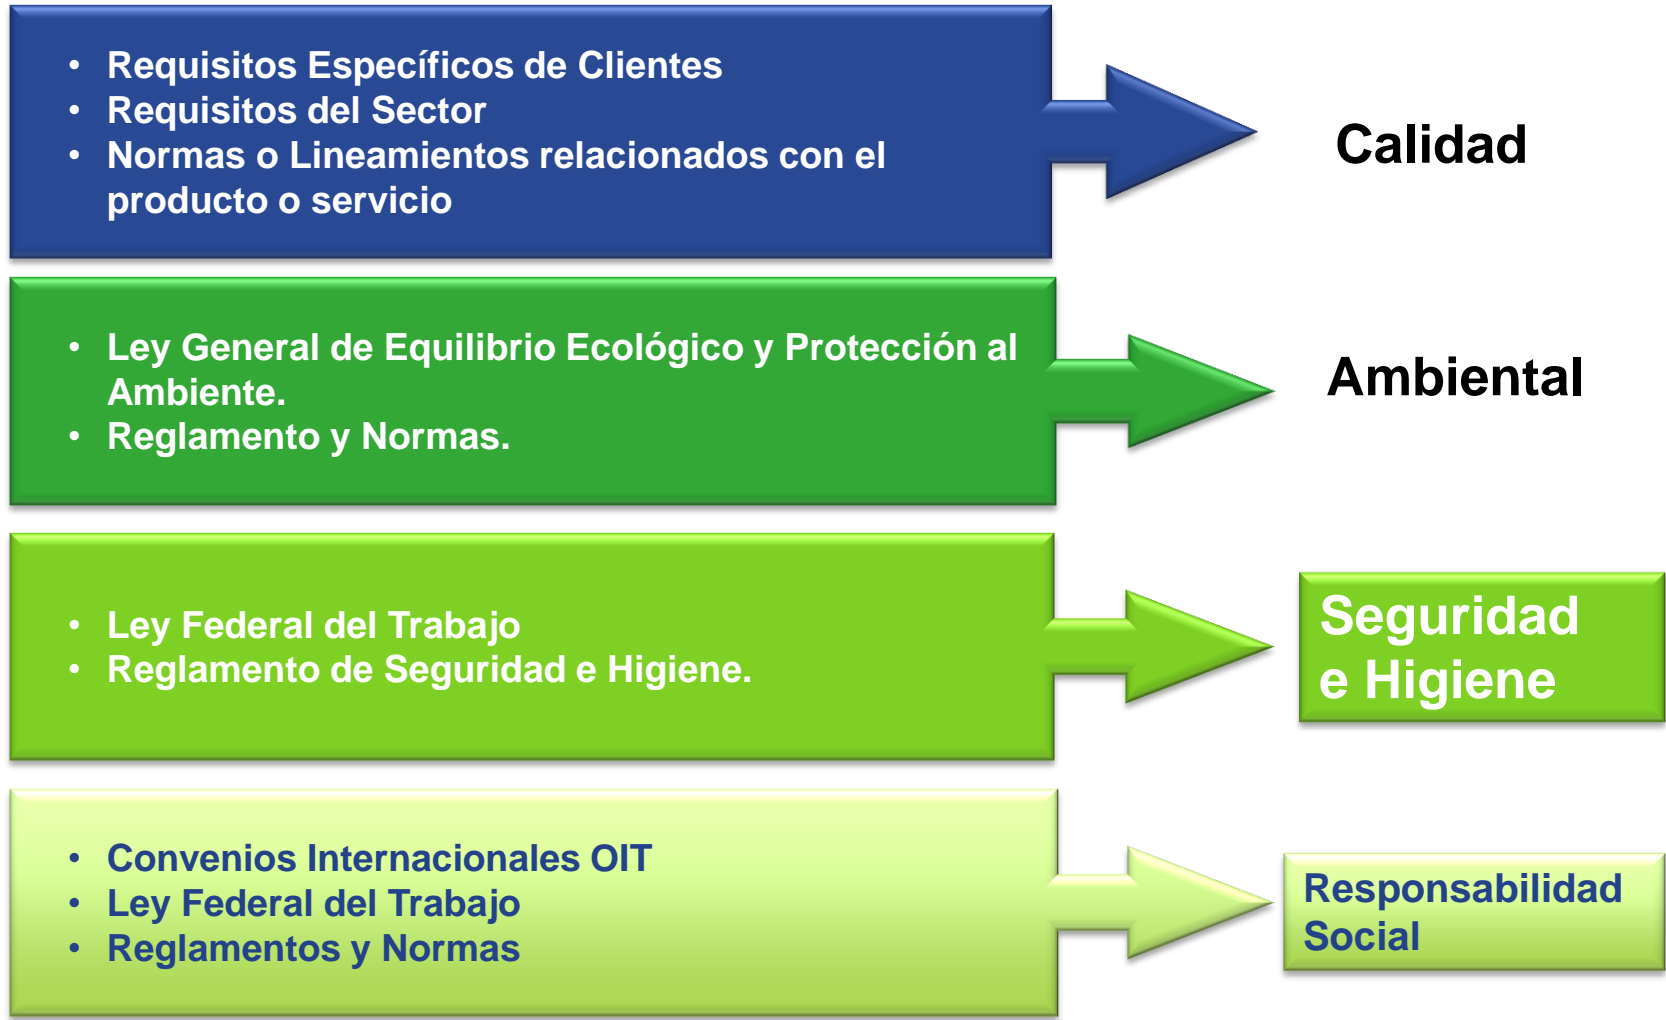 • Requisitos Específicos de Clientes
• Requisitos del Sector
• Normas o Lineamientos relacionados con el
producto o servicio
Calidad
• Ley General de Equilibrio Ecológico y Protección al
Ambiente.
• Reglamento y Normas.
Ambiental
• Ley Federal del Trabajo
• Reglamento de Seguridad e Higiene.
Seguridad
e Higiene
• Convenios Internacionales OIT
• Ley Federal del Trabajo
• Reglamentos y Normas
Responsabilidad
Social